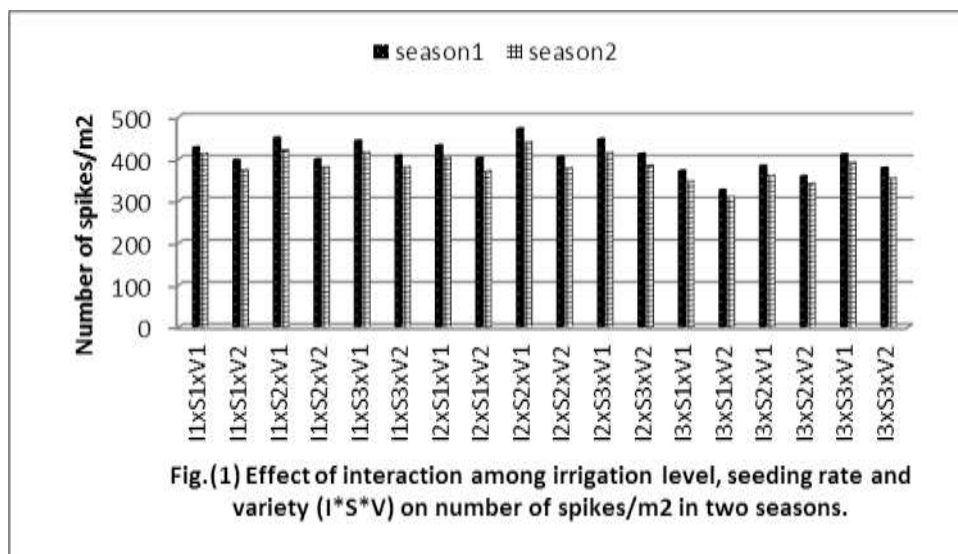 season1 season2
Number of spikes/m2
500
400
300
200
100
0
I1xS1xV1
I1xS1xV2
I1xS2xV1
I1xS2xV2
I1xS3xV1
I1xS3xV2
I2xS1xV1
I2xS1xV2
I2xS2xV1
I2xS2xV2
I2xS3xV1
I2xS3xV2
I3xS1xV1
I3xS1xV2
I3xS2xV1
I3xS2xV2
I3xS3xV1
I3xS3xV2
Fig.(1) Effect of interaction among irrigation level, seeding rate and
variety (I*S*V) on number of spikes/m2 in two seasons.